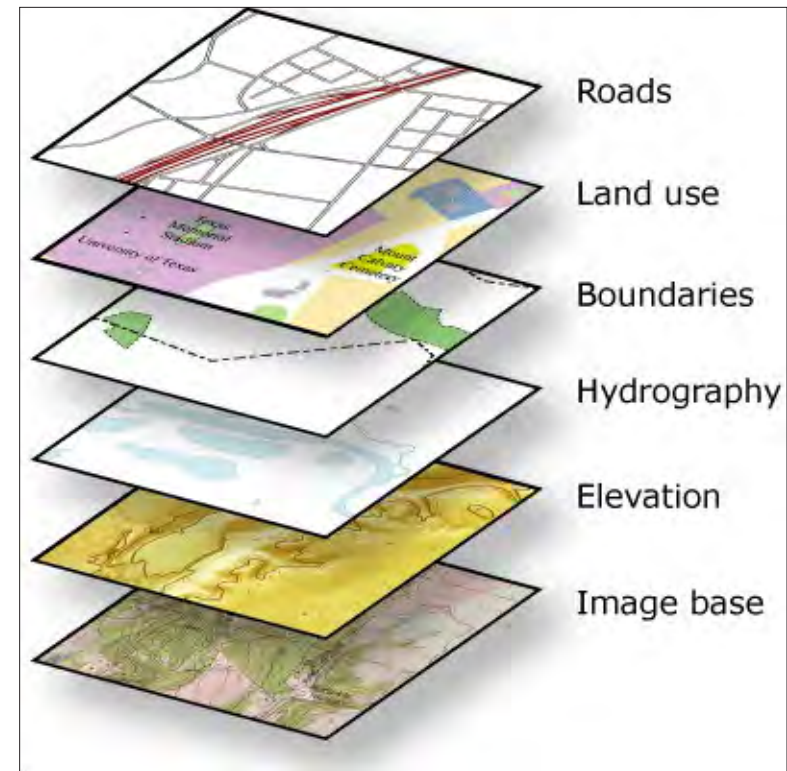 Roads
Land use
Texas
Memorial
Stadium
University of Texas
Mount
Calvary
Cemetery
Boundaries
Hydrography
Elevation
Image base